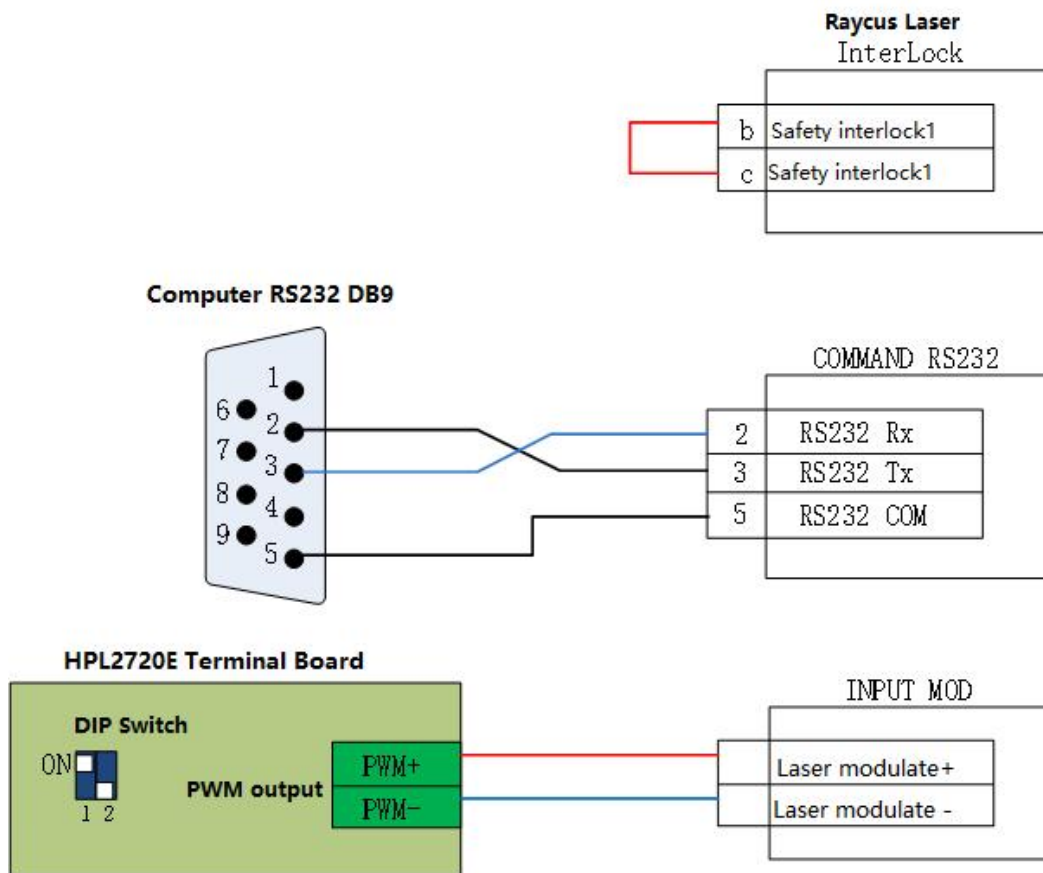 Raycus Laser
InterLock
b Safety interlock1
c Safety interlock1
Computer RS232 DB9
1
6
2
7
3
8
4
9
5
COMMAND RS232
2 RS232 Rx
3 RS232 Tx
5 RS232 COM
HPL2720E Terminal Board
DIP Switch
ON
1 2
PWM output
PWM+
PWM-
INPUT MOD
Laser modulate+
Laser modulate -